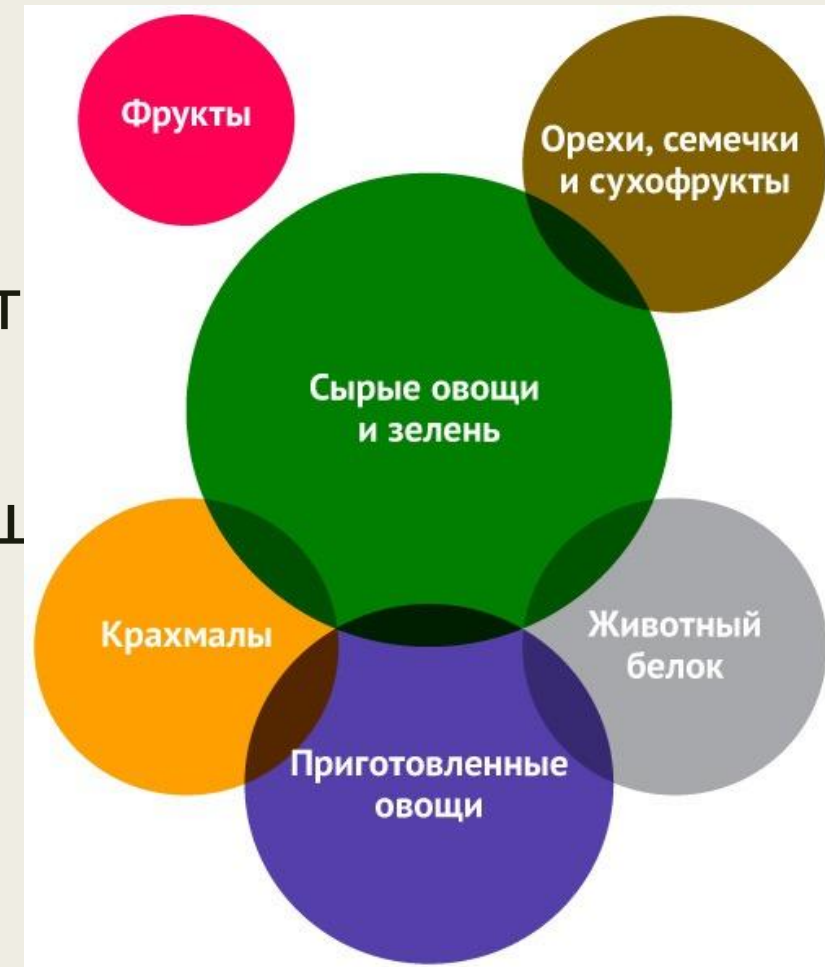 Фрукты
Орехи, семечки
и сухофрукты
Сырые овощи
и зелень
Крахмалы
Животный
белок
Приготовленные
овощи